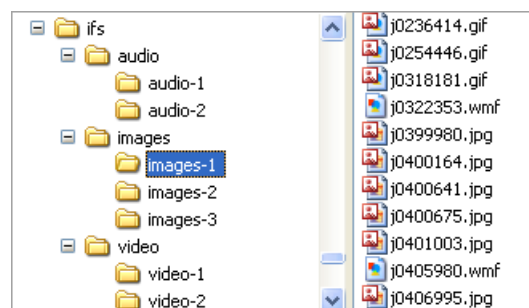 ifs
audio
audio-1
audio-2
images
images-1
images-2
images-3
video
video-1
video-2
j0236414.gif
j0254446.gif
j0318181.gif
j0322353.wmf
j0399980.jpg
j0400164.jpg
j0400641.jpg
j0400675.jpg
j0401003.jpg
j0405980.wmf
j0406995.jpg